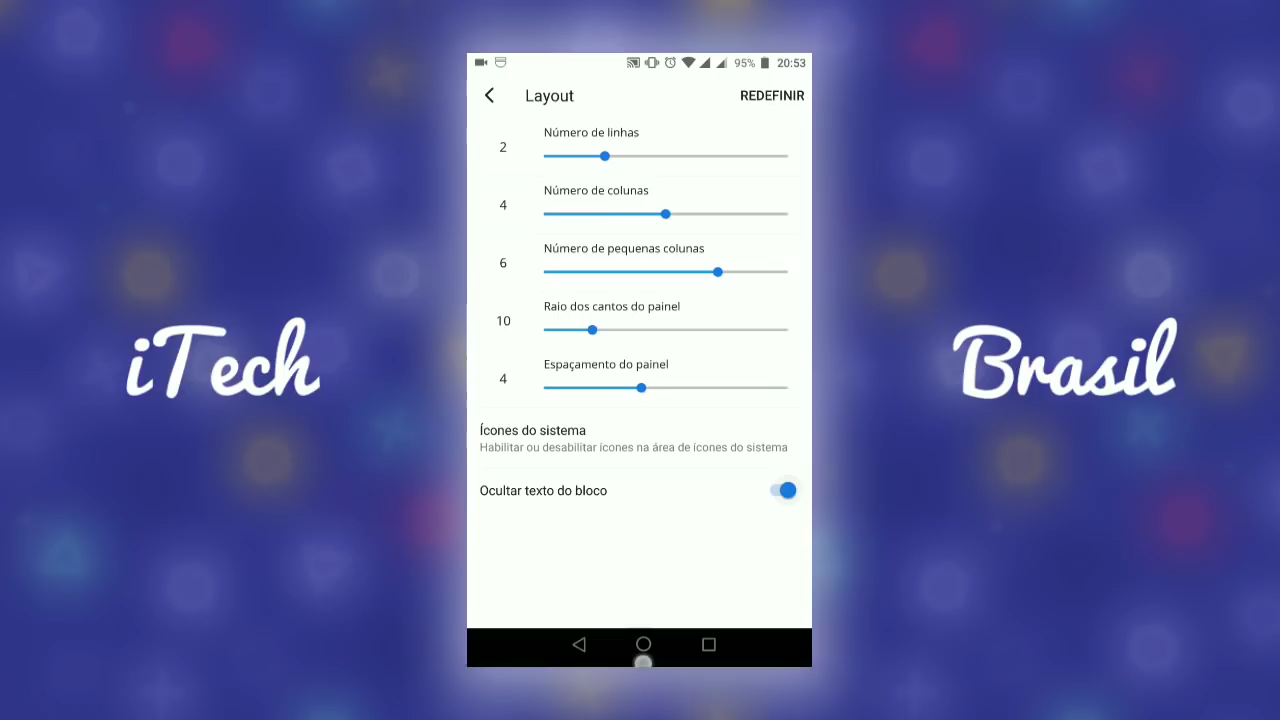 95% 20:53
Layout REDEFINIR
Número de linhas
2
Número de colunas
4
Número de pequenas colunas
6
Raio dos cantos do painel
10
Espaçamento do painel
4
Ícones do sistema
Habilitar ou desabilitar ícones na área de ícones do sistema
Ocultar texto do bloco
iTech
Brasil